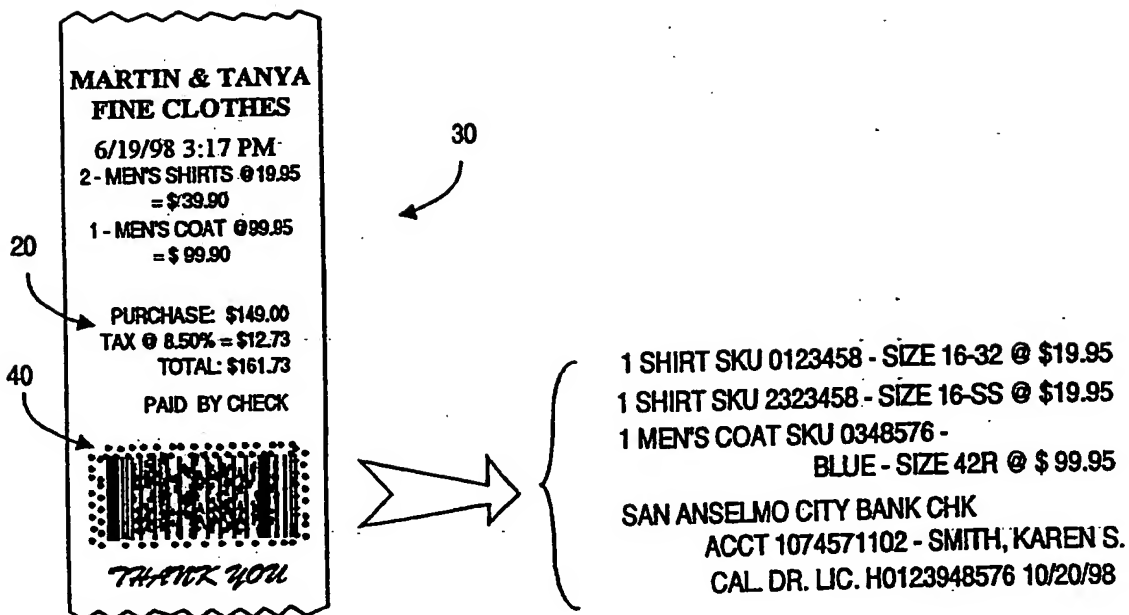 MARTIN & TANYA
FINE CLOTHES
6/19/98 3:17 PM
2 - MEN'S SHIRTS @ 19.95
= $ 39.90
1 - MEN'S COAT @99.95
= $ 99.90
PURCHASE: $149.00
TAX @ 8.50% = $12.73
TOTAL: $161.73
PAID BY CHECK
THANK YOU
20
40
30
1 SHIRT SKU 0123458 - SIZE 16-32 @ $19.95
1 SHIRT SKU 2323458 - SIZE 16-SS @ $19.95
1 MEN'S COAT SKU 0348576 -
BLUE - SIZE 42R @ $ 99.95
SAN ANSELMO CITY BANK CHK
ACCT 1074571102 - SMITH, KAREN S.
CAL. DR. LIC. H0123948576 10/20/98